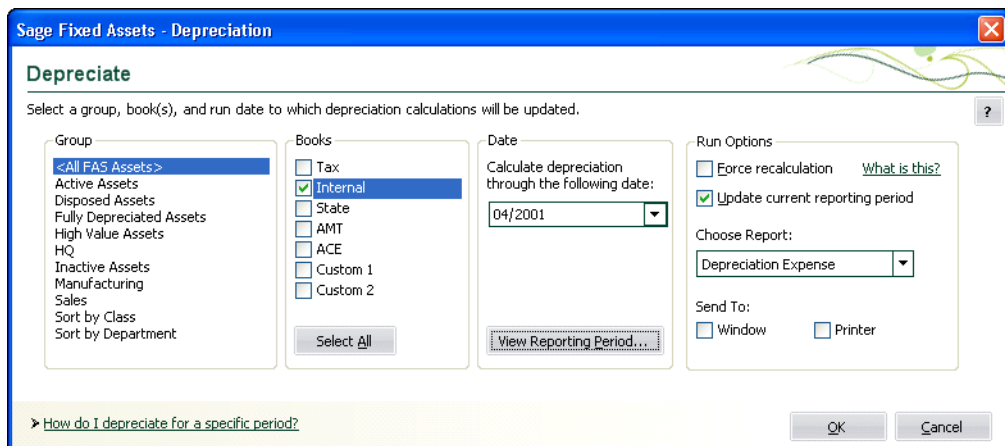 Sage Fixed Assets - Depreciation
Depreciate
Select a group, book(s), and run date to which depreciation calculations will be updated.
?
Group
<All FAS Assets>
Active Assets
Disposed Assets
Fully Depreciated Assets
High Value Assets
HQ
Inactive Assets
Manufacturing
Sales
Sort by Class
Sort by Department
Books
Tax
Internal
State
AMT
ACE
Custom 1
Custom 2
Select All
Date
Calculate depreciation
through the following date:
04/2001
View Reporting Period...
Run Options
Force recalculation What is this?
Update current reporting period
Choose Report:
Depreciation Expense
Send To:
Window Printer
How do I depreciate for a specific period?
OK Cancel